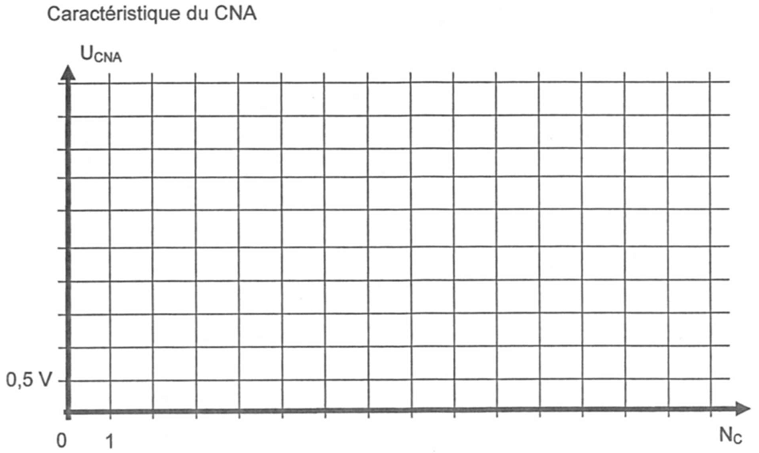 Caractéristique du CNA
UCNA
0,5 V
0 1
NC